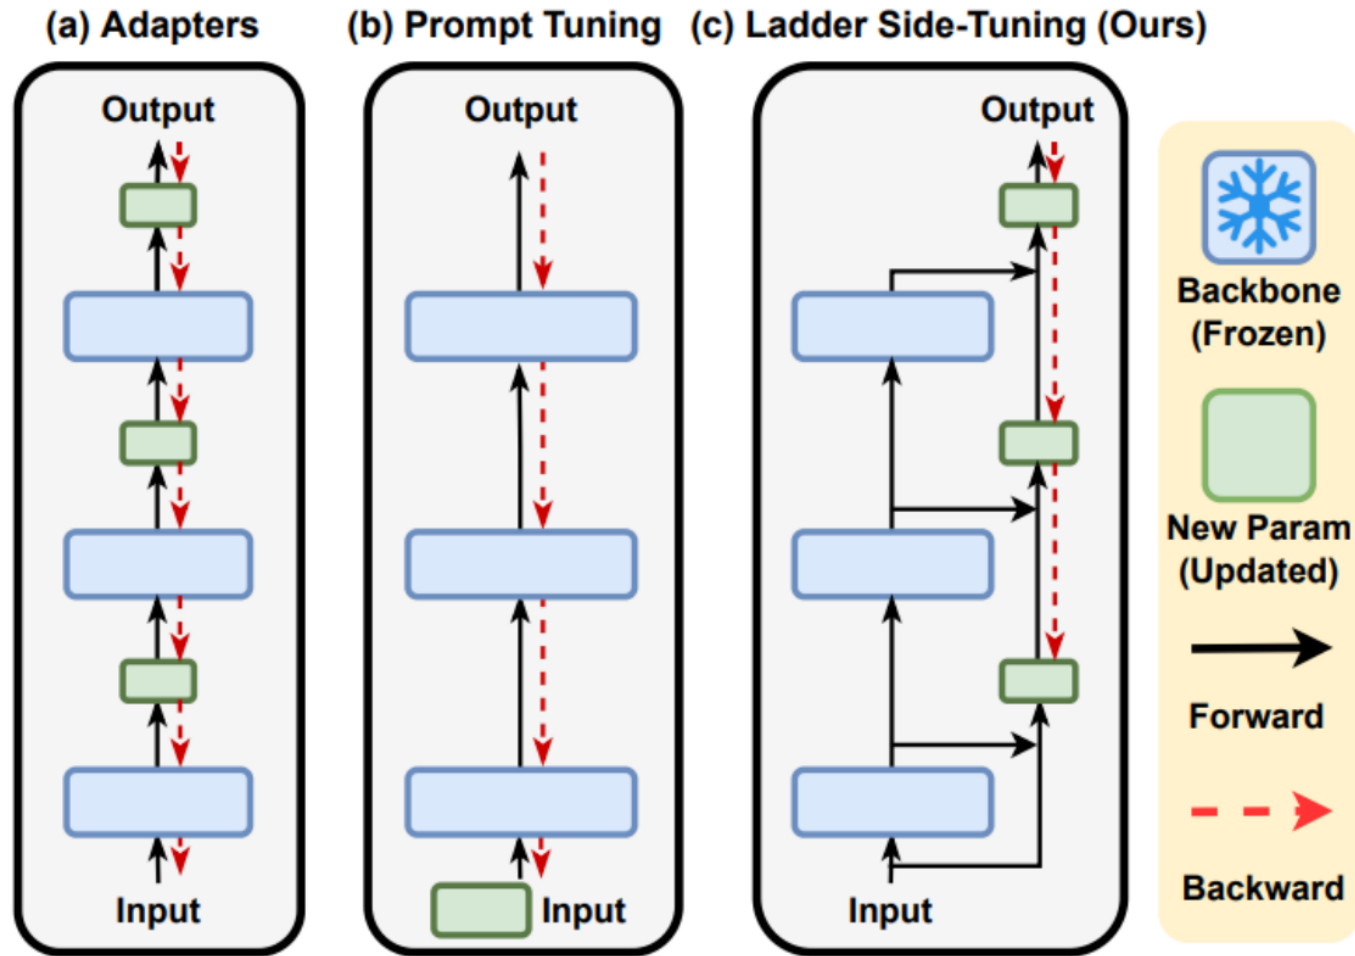 (a) Adapters
(b) Prompt Tuning
(c) Ladder Side-Tuning (Ours)
Output
Input
Output
Input
Output
Input
Backbone
(Frozen)
New Param
(Updated)
Forward
Backward